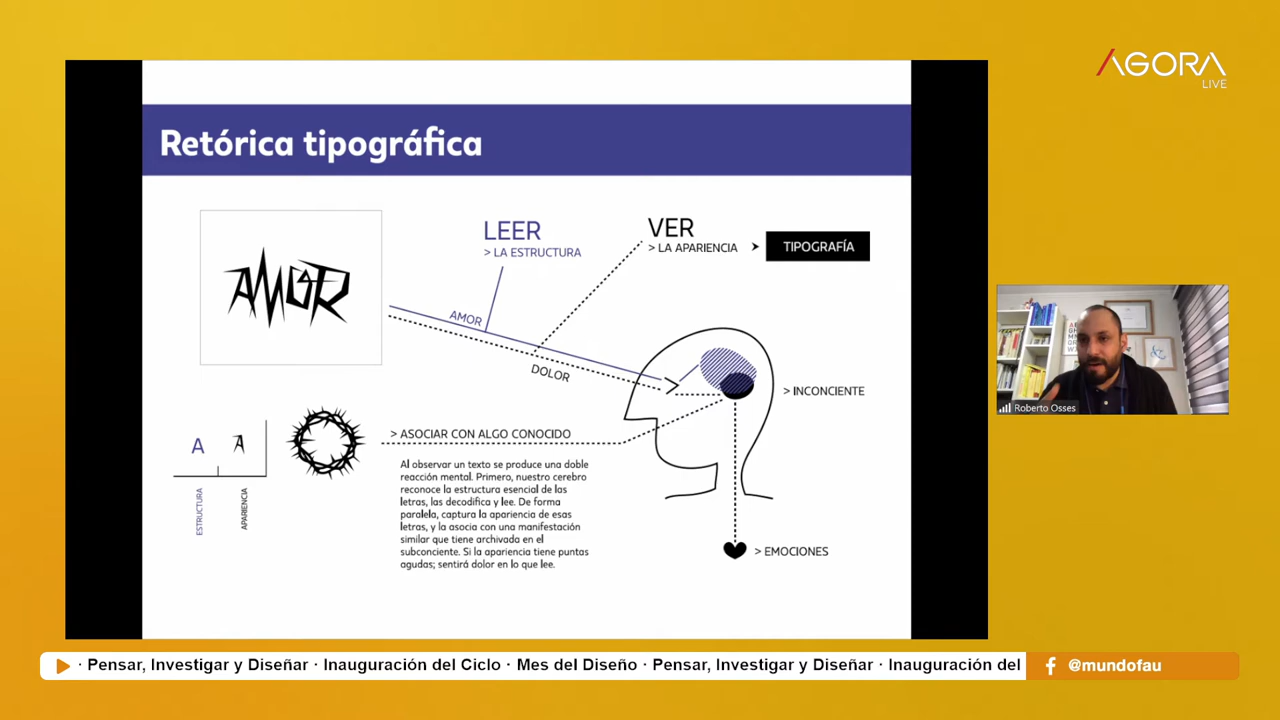 AGORA
LIVE
Retórica tipográfica
AMOR
LEER
> LA ESTRUCTURA
VER
> LA APARIENCIA
TIPOGRAFÍA
AMOR
DOLOR
> INCONCIENTE
> ASOCIAR CON ALGO CONOCIDO
A
A
ESTRUCTURA
APARIENCIA
Al observar un texto se produce una doble
reacción mental. Primero, nuestro cerebro
reconoce la estructura esencial de las
letras, las decodifica y lee. De forma
paralela, captura la apariencia de esas
letras, y la asocia con una manifestación
similar que tiene archivada en el
subconciente. Si la apariencia tiene puntas
agudas; sentirá dolor en lo que lee.
> EMOCIONES
Roberto Osses
· Pensar, Investigar y Diseñar · Inauguración del Ciclo · Mes del Diseño · Pensar, Investigar y Diseñar · Inauguración del
@mundofau